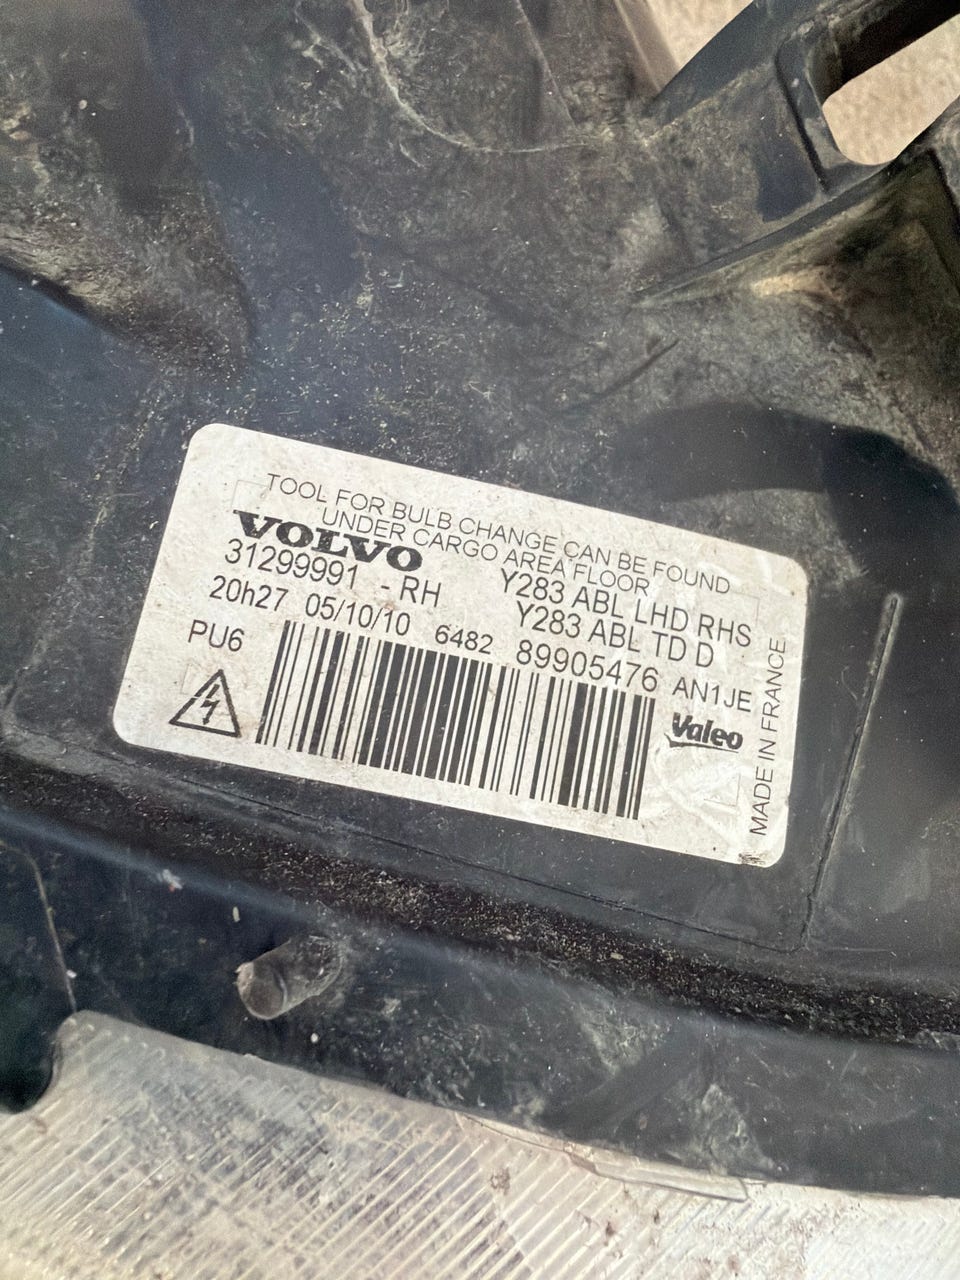 TOOL FOR BULB CHANGE CAN BE FOUND
UNDER CARGO AREA FLOOR
VOLVO
31299991 - RH
Y283 ABL LHD RHS
20h27 05/10/10
Y283 ABL TD D
PU6
6482
89905476
AN1JE
Valeo
MADE IN FRANCE